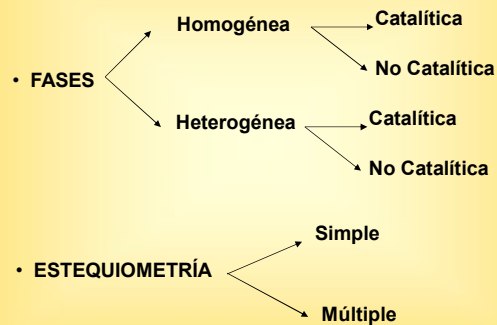 Homogénea
Catalítica
No Catalítica
• FASES
Heterogénea
Catalítica
No Catalítica
Simple
• ESTEQUIOMETRÍA
Múltiple